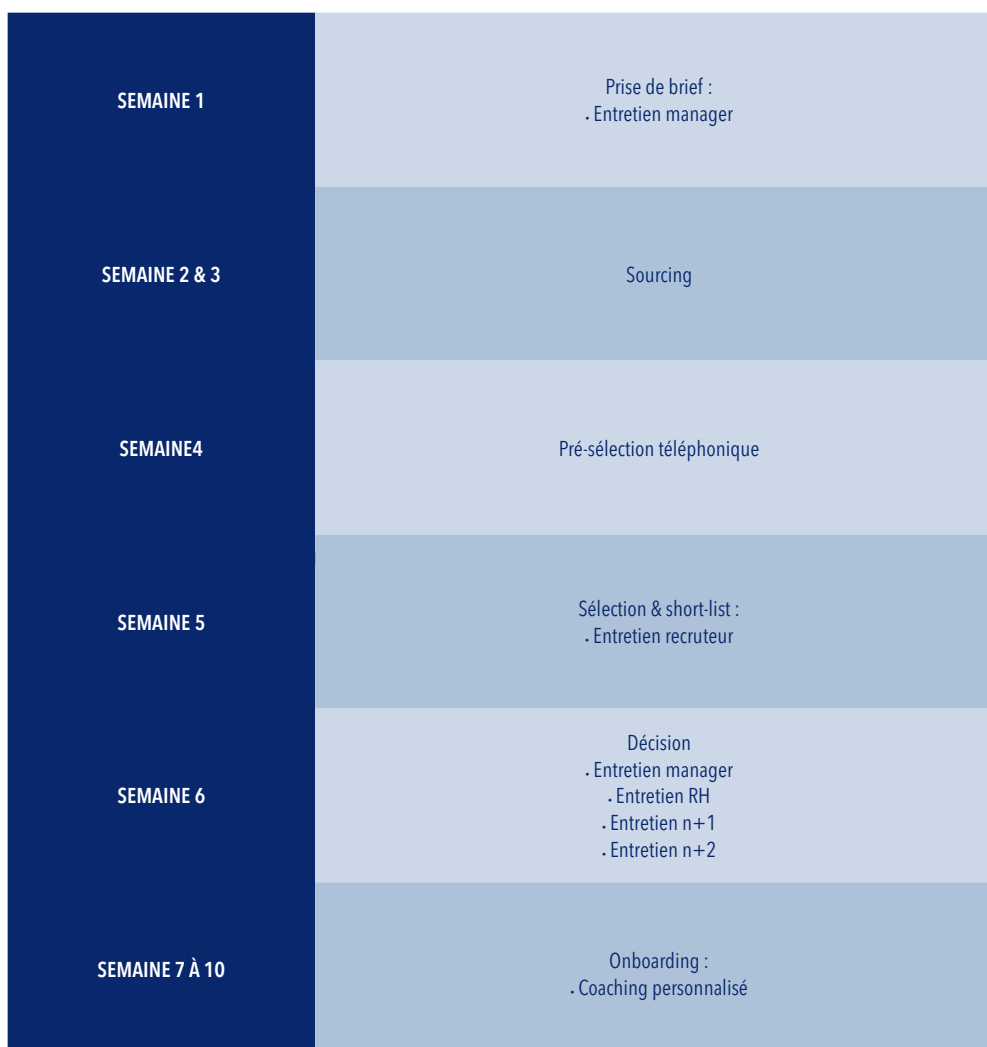 SEMAINE 1
Prise de brief :
• Entretien manager
SEMAINE 2 & 3
Sourcing
SEMAINE4
Pré-sélection téléphonique
SEMAINE 5
Sélection & short-list :
• Entretien recruteur
SEMAINE 6
Décision
• Entretien manager
• Entretien RH
• Entretien n+1
• Entretien n+2
SEMAINE 7 À 10
Onboarding :
• Coaching personnalisé